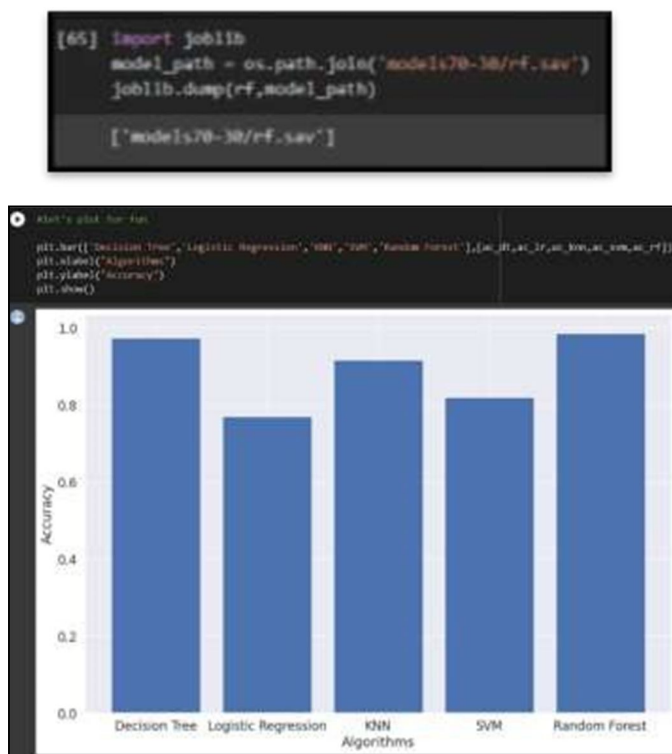 [65] import joblib
model_path = os.path.join('models70-30/rf.sav')
joblib.dump(rf,model_path)
['models70-30/rf.sav']
#let's plot for fun
plt.bar(['Decision Tree','Logistic Regression','KNN','SVM','Random Forest'],[ac_dt,ac_lr,ac_knn,ac_svm,ac_rf])
plt.xlabel("Algorithms")
plt.ylabel("Accuracy")
plt.show()
1.0
0.8
0.6
0.4
0.2
0.0
Accuracy
Decision Tree Logistic Regression KNN SVM Random Forest
Algorithms